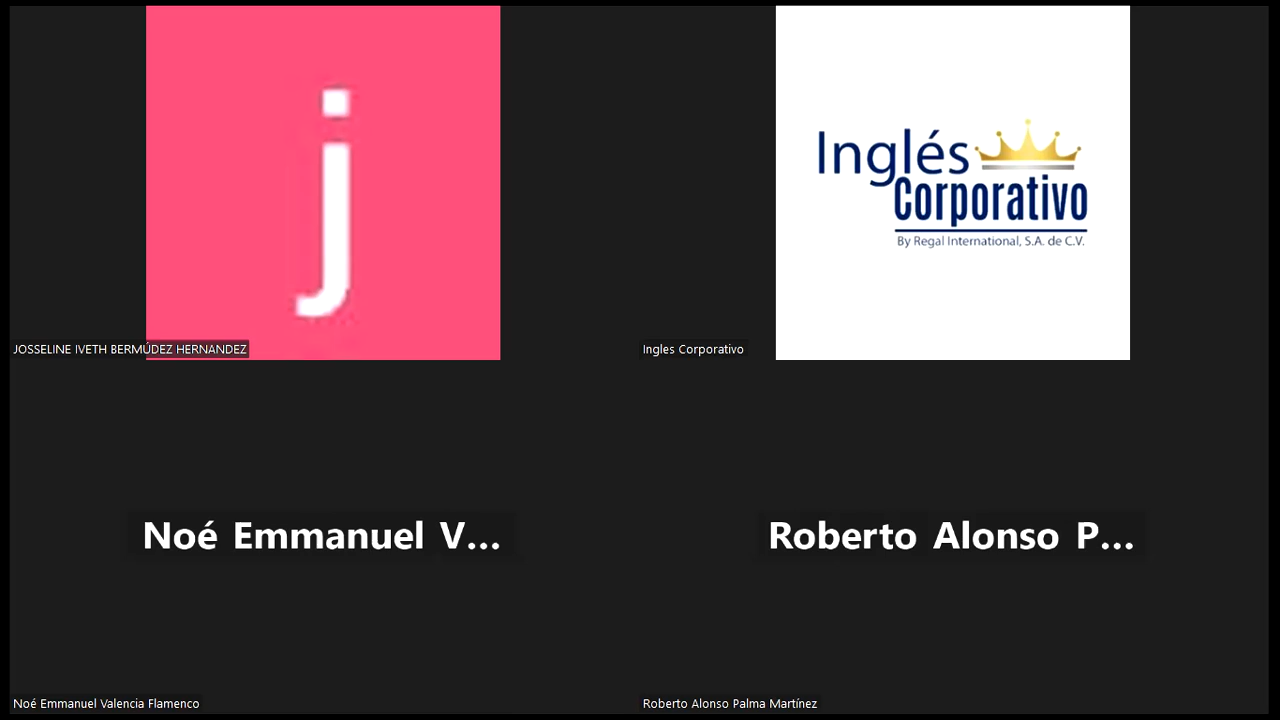 j
Inglés
Corporativo
By Regal International, S.A. de C.V.
JOSSELINE IVETH BERMÚDEZ HERNANDEZ
Ingles Corporativo
Noé Emmanuel V...
Roberto Alonso P...
Noé Emmanuel Valencia Flamenco
Roberto Alonso Palma Martínez